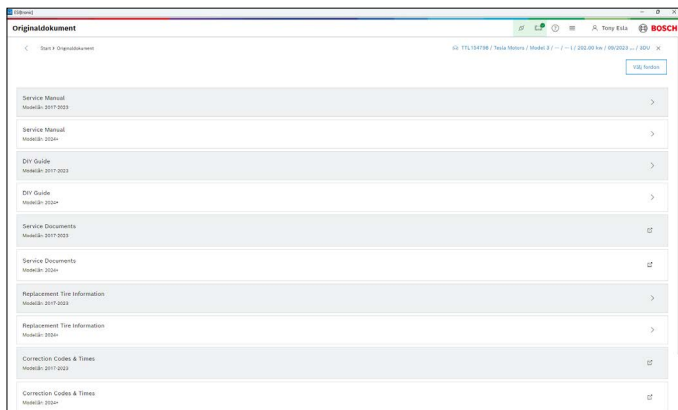 ESI[tronic]
Originaldokument
Tony Esla
BOSCH
Start > Originaldokument
TTL134798 / Tesla Motors / Model 3 / -- / -- ( / 202.00 kw / 09/2023 ... / 3DU
Välj fordon
Service Manual
Modellår: 2017-2023
Service Manual
Modellår: 2024+
DIY Guide
Modellår: 2017-2023
DIY Guide
Modellår: 2024+
Service Documents
Modellår: 2017-2023
Service Documents
Modellår: 2024+
Replacement Tire Information
Modellår: 2017-2023
Replacement Tire Information
Modellår: 2024+
Correction Codes & Times
Modellår: 2017-2023
Correction Codes & Times
Modellår: 2024+